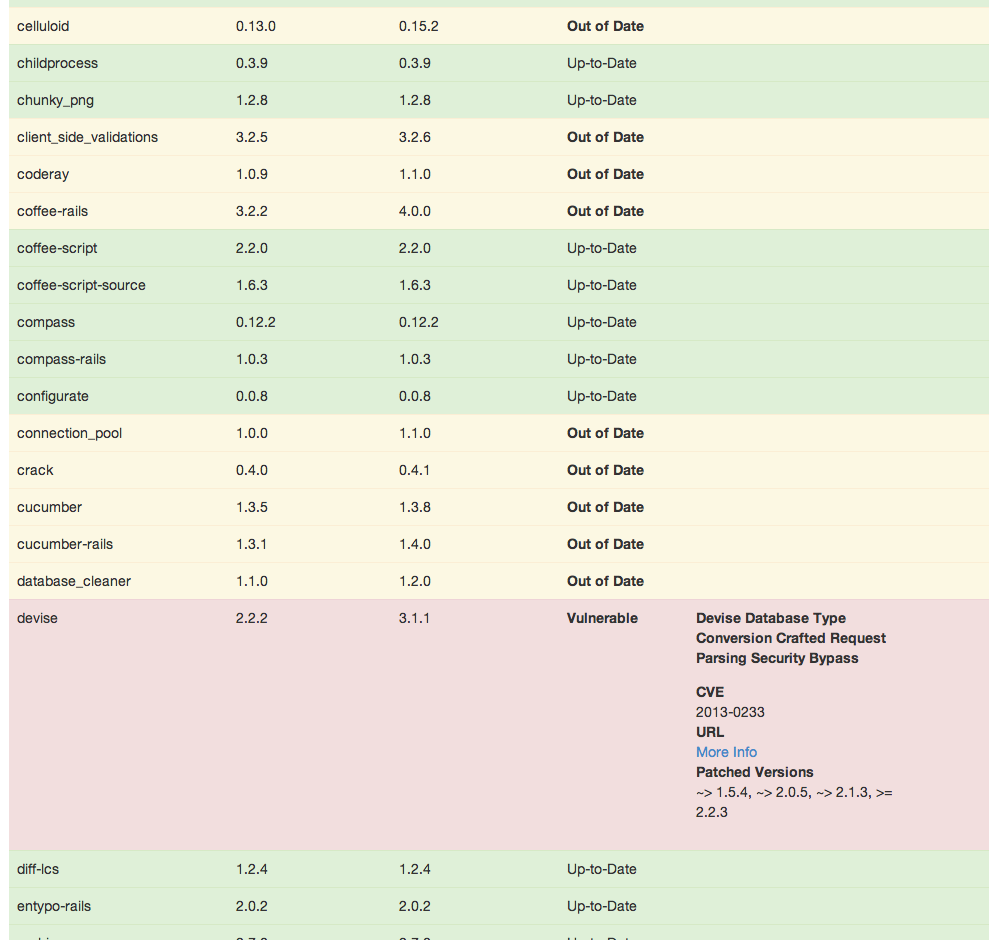 celluloid 0.13.0 0.15.2 Out of Date
childprocess 0.3.9 0.3.9 Up-to-Date
chunky_png 1.2.8 1.2.8 Up-to-Date
client_side_validations 3.2.5 3.2.6 Out of Date
coderay 1.0.9 1.1.0 Out of Date
coffee-rails 3.2.2 4.0.0 Out of Date
coffee-script 2.2.0 2.2.0 Up-to-Date
coffee-script-source 1.6.3 1.6.3 Up-to-Date
compass 0.12.2 0.12.2 Up-to-Date
compass-rails 1.0.3 1.0.3 Up-to-Date
configurate 0.0.8 0.0.8 Up-to-Date
connection_pool 1.0.0 1.1.0 Out of Date
crack 0.4.0 0.4.1 Out of Date
cucumber 1.3.5 1.3.8 Out of Date
cucumber-rails 1.3.1 1.4.0 Out of Date
database_cleaner 1.1.0 1.2.0 Out of Date
devise 2.2.2 3.1.1 Vulnerable Devise Database Type
Conversion Crafted Request
Parsing Security Bypass
CVE
2013-0233
URL
More Info
Patched Versions
~> 1.5.4, ~> 2.0.5, ~> 2.1.3, >=
2.2.3
diff-lcs 1.2.4 1.2.4 Up-to-Date
entypo-rails 2.0.2 2.0.2 Up-to-Date